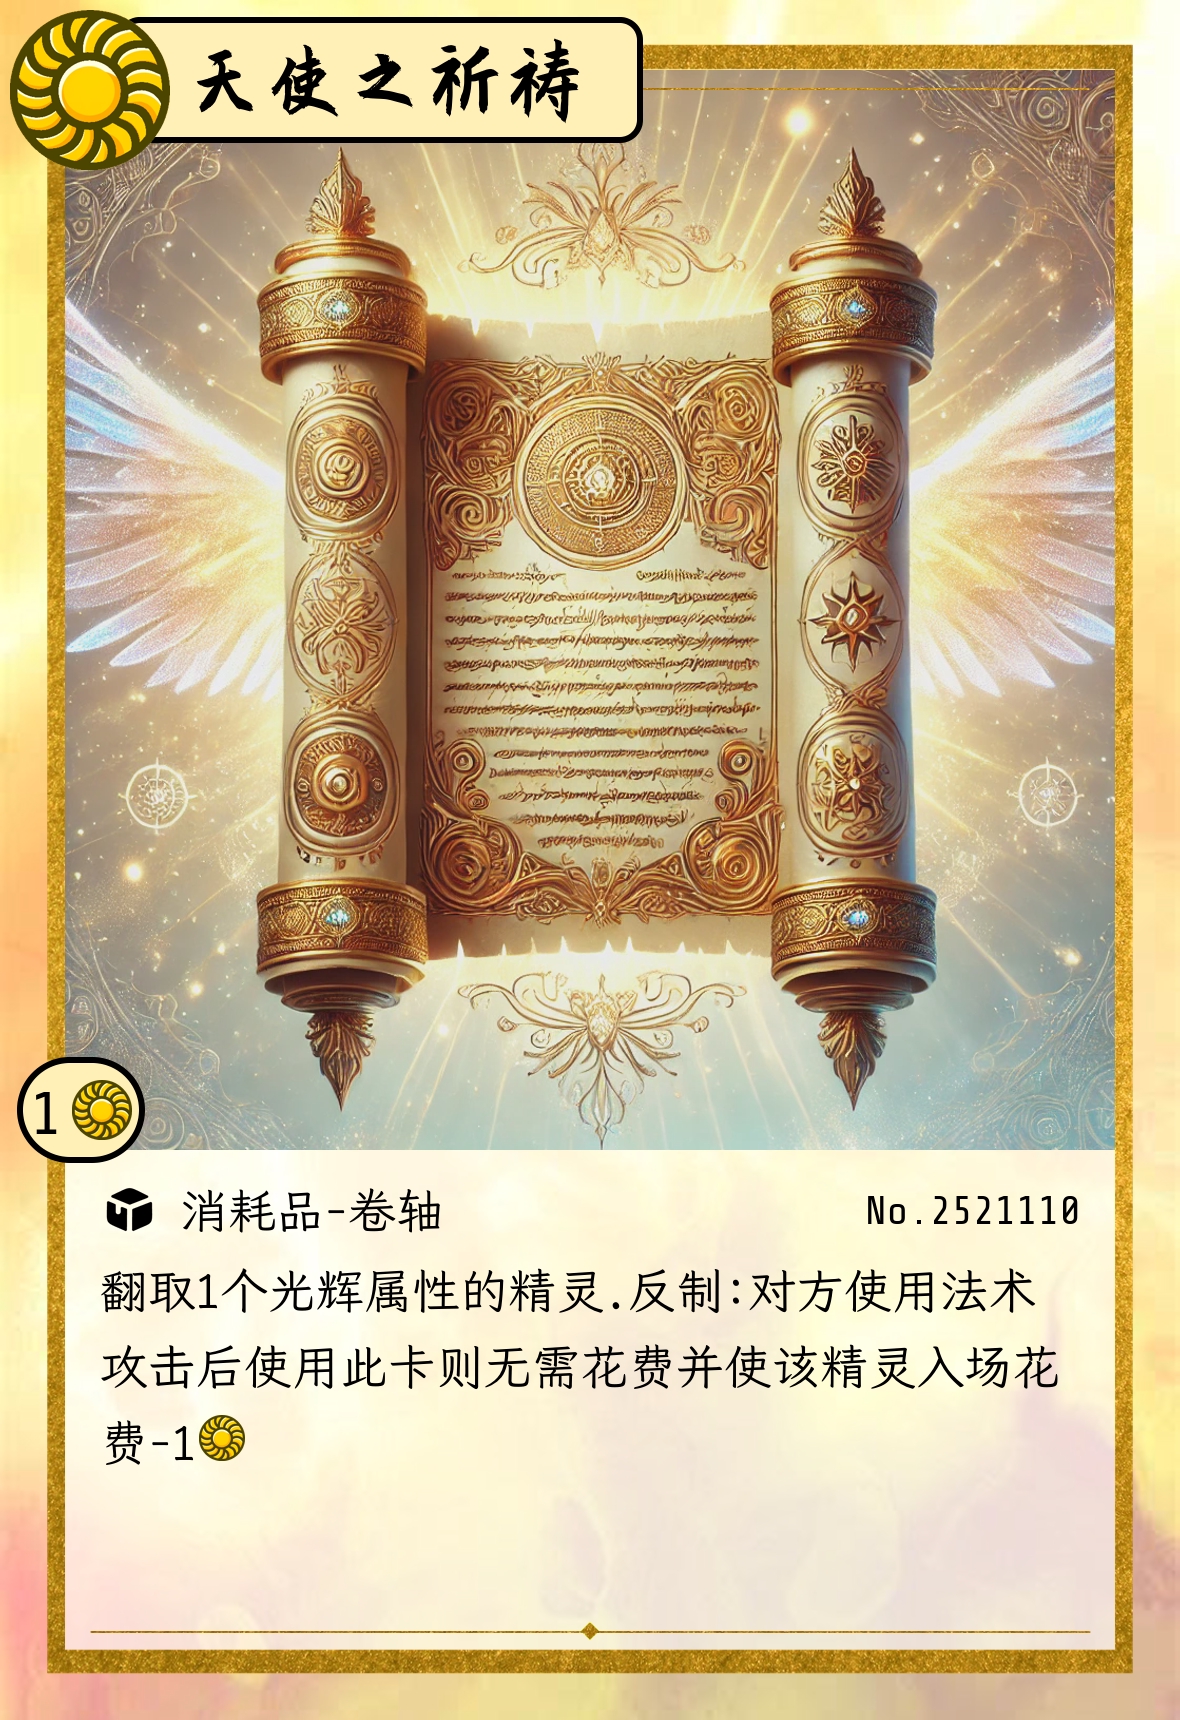 天使之祈祷
1
消耗品-卷轴
No.2521110
翻取1个光辉属性的精灵.反制:对方使用法术
攻击后使用此卡则无需花费并使该精灵入场花
费-1